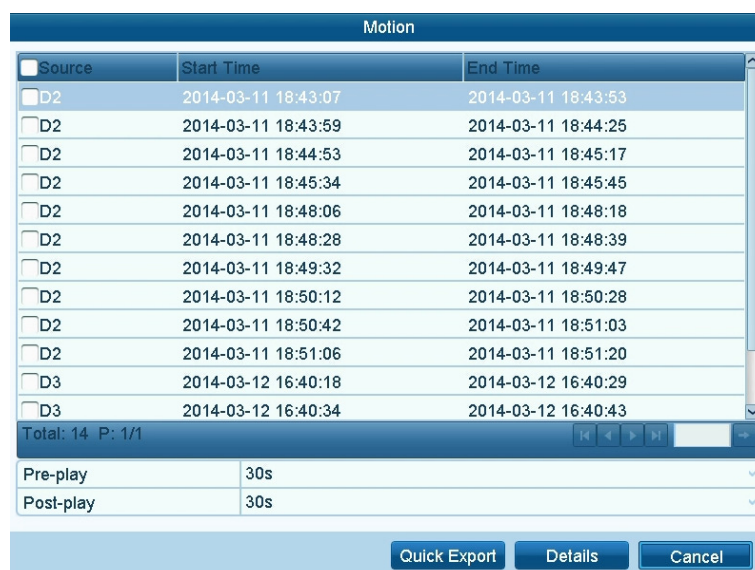 Motion
Source Start Time End Time
D2 2014-03-11 18:43:07 2014-03-11 18:43:53
D2 2014-03-11 18:43:59 2014-03-11 18:44:25
D2 2014-03-11 18:44:53 2014-03-11 18:45:17
D2 2014-03-11 18:45:34 2014-03-11 18:45:45
D2 2014-03-11 18:48:06 2014-03-11 18:48:18
D2 2014-03-11 18:48:28 2014-03-11 18:48:39
D2 2014-03-11 18:49:32 2014-03-11 18:49:47
D2 2014-03-11 18:50:12 2014-03-11 18:50:28
D2 2014-03-11 18:50:42 2014-03-11 18:51:03
D2 2014-03-11 18:51:06 2014-03-11 18:51:20
D3 2014-03-12 16:40:18 2014-03-12 16:40:29
D3 2014-03-12 16:40:34 2014-03-12 16:40:43
Total: 14 P: 1/1
Pre-play 30s
Post-play 30s
Quick Export Details Cancel